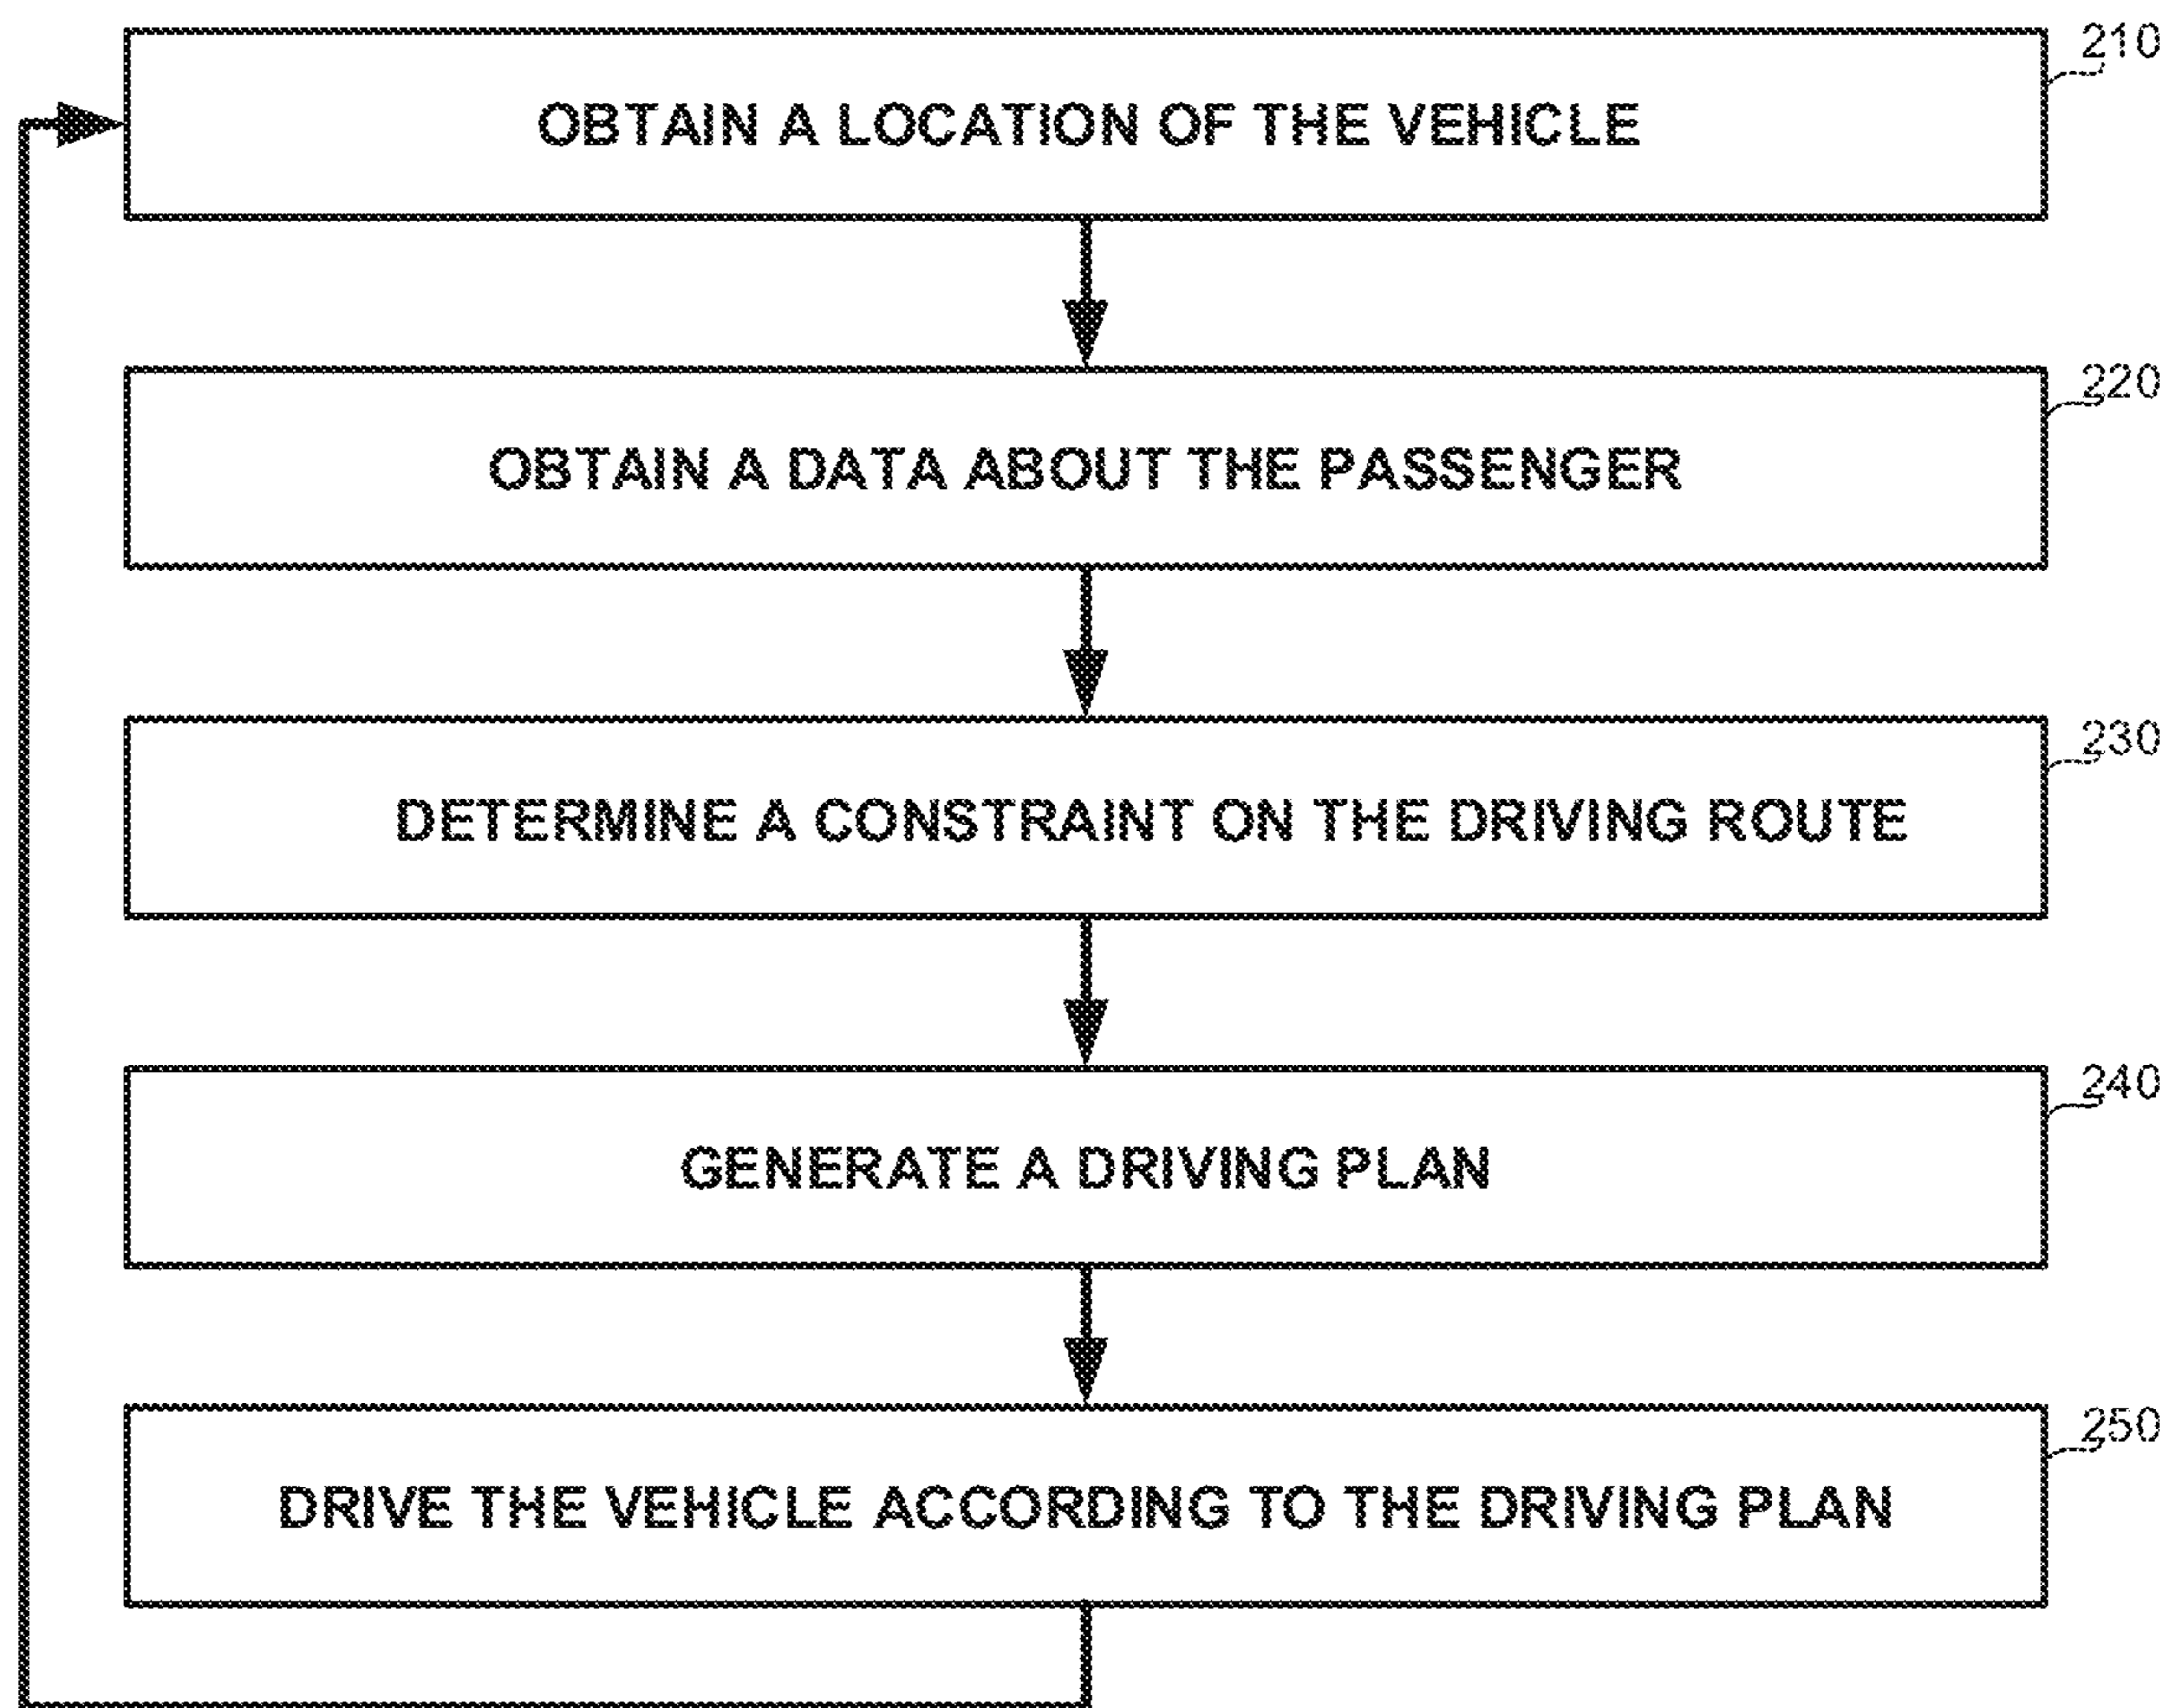 210
OBTAIN A LOCATION OF THE VEHICLE
220
OBTAIN A DATA ABOUT THE PASSENGER
230
DETERMINE A CONSTRAINT ON THE DRIVING ROUTE
240
GENERATE A DRIVING PLAN
250
DRIVE THE VEHICLE ACCORDING TO THE DRIVING PLAN